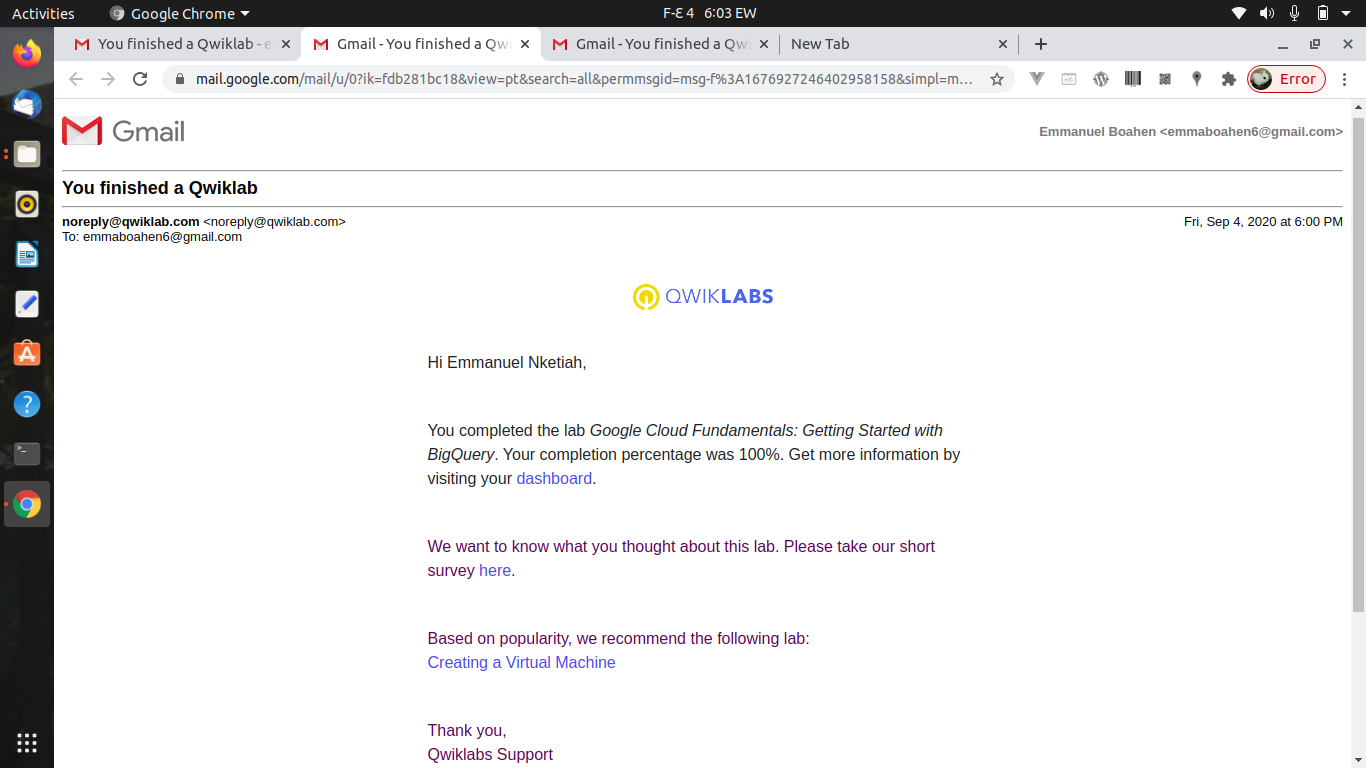 Activities
Google Chrome
F-Ɛ 4 6:03 EW
You finished a Qwiklab - e
Gmail - You finished a Qwi
Gmail - You finished a Qwi
New Tab
mail.google.com/mail/u/0?ik=fdb281bc18&view=pt&search=all&permmsgid=msg-f%3A1676927246402958158&simpl=m...
Error
Gmail
Emmanuel Boahen <emmaboahen6@gmail.com>
You finished a Qwiklab
noreply@qwiklab.com <noreply@qwiklab.com>
Fri, Sep 4, 2020 at 6:00 PM
To: emmaboahen6@gmail.com
QWIKLABS
Hi Emmanuel Nketiah,
You completed the lab Google Cloud Fundamentals: Getting Started with
BigQuery. Your completion percentage was 100%. Get more information by
visiting your dashboard.
We want to know what you thought about this lab. Please take our short
survey here.
Based on popularity, we recommend the following lab:
Creating a Virtual Machine
Thank you,
Qwiklabs Support